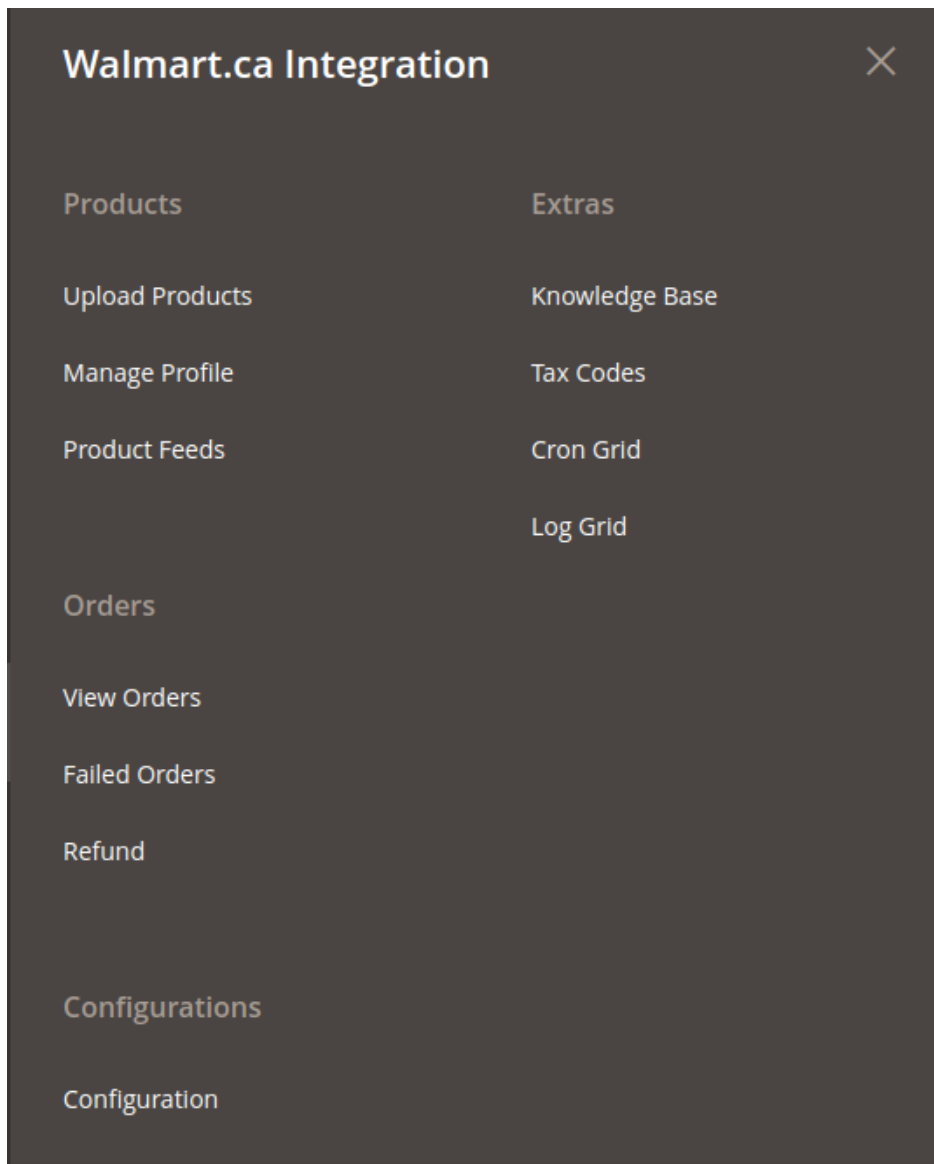 Walmart.ca Integration
Products
Upload Products
Manage Profile
Product Feeds
Orders
View Orders
Failed Orders
Refund
Configurations
Configuration
Extras
Knowledge Base
Tax Codes
Cron Grid
Log Grid